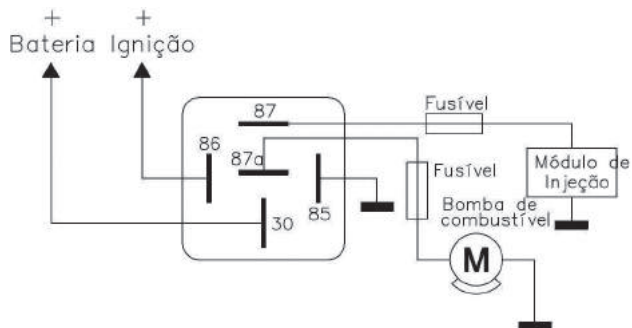 + +
Bateria Ignição
87
Fusível
86
87a
Fusível
Módulo de
Injeção
30
85
Bomba de
combustível
M